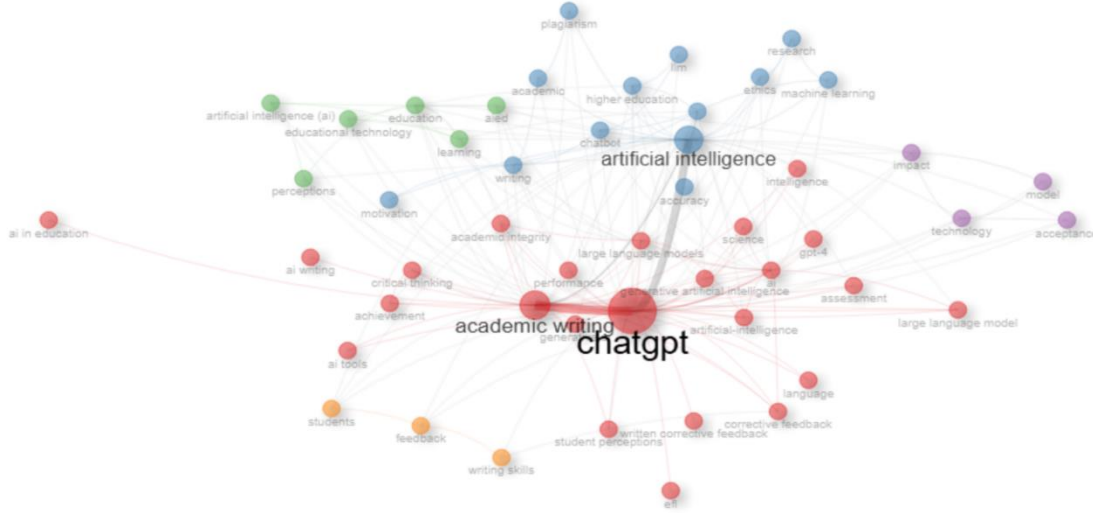 plagiarism
research
llm
academic
higher education
ethics
machine learning
artificial intelligence (ai)
educational technology
education
aied
learning
chatbot
artificial intelligence
writing
intelligence
impact
perceptions
motivation
accuracy
model
technology
acceptance
ai in education
academic integrity
large language models
science
gpt-4
ai writing
critical thinking
performance
generative artificial intelligence
ai
assessment
achievement
academic writing
artificial-intelligence
large language model
chatgpt
ai tools
language
students
feedback
student perceptions
written corrective feedback
corrective feedback
writing skills
efl